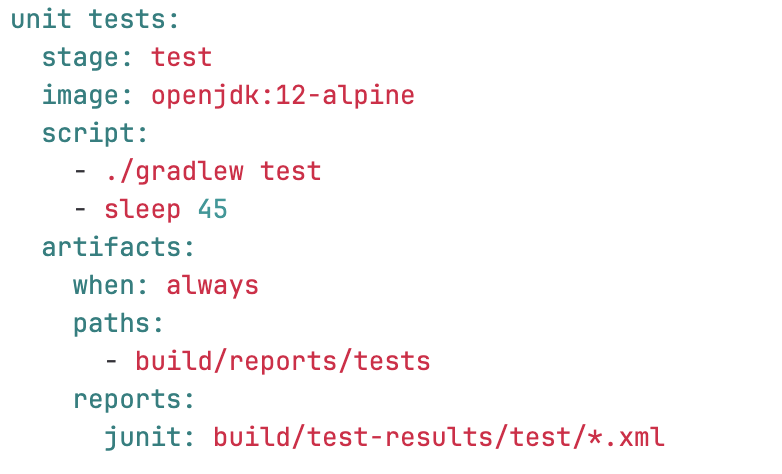 unit tests:
  stage: test
  image: openjdk:12-alpine
  script:
    - ./gradlew test
    - sleep 45
  artifacts:
    when: always
    paths:
      - build/reports/tests
    reports:
      junit: build/test-results/test/*.xml